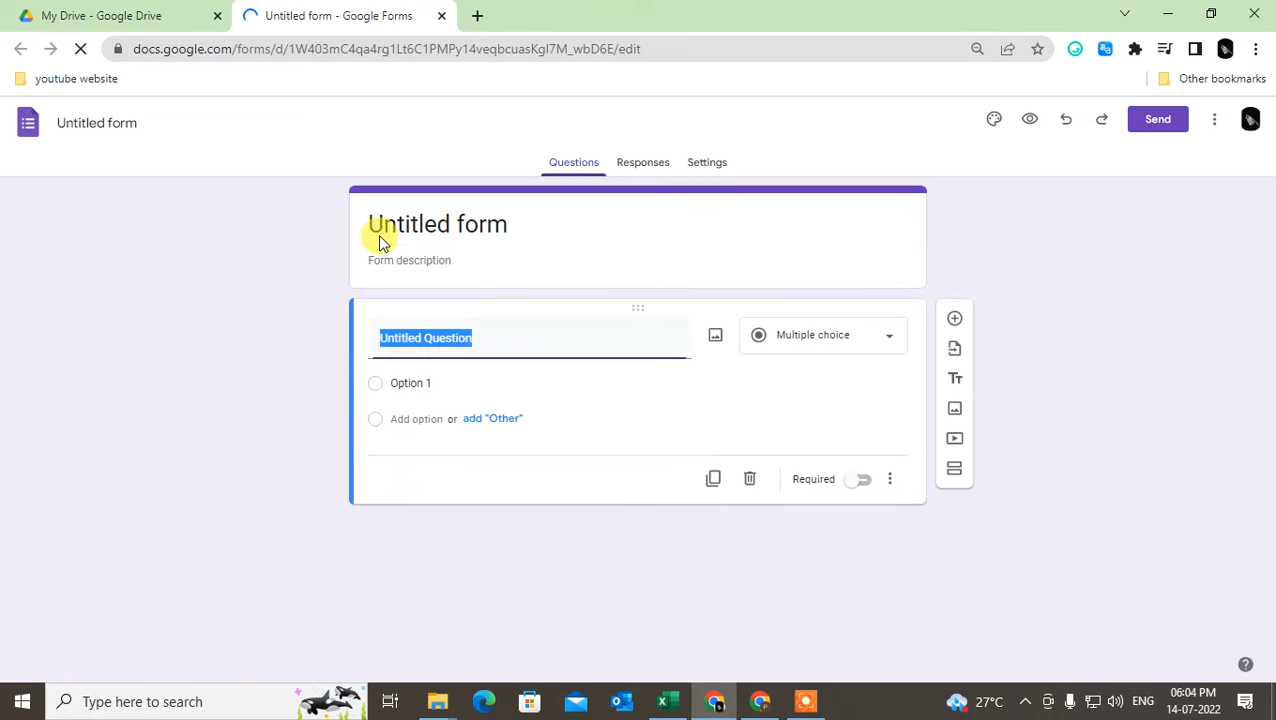 My Drive - Google Drive
Untitled form - Google Forms
docs.google.com/forms/d/1W403mC4qa4rg1Lt6C1PMPy14veqbcuasKgI7M_wbD6E/edit
youtube website
Other bookmarks
Untitled form
Send
Questions
Responses
Settings
Untitled form
Form description
Untitled Question
Multiple choice
Option 1
Add option or add "Other"
Required
Type here to search
27°C
ENG
06:04 PM
14-07-2022